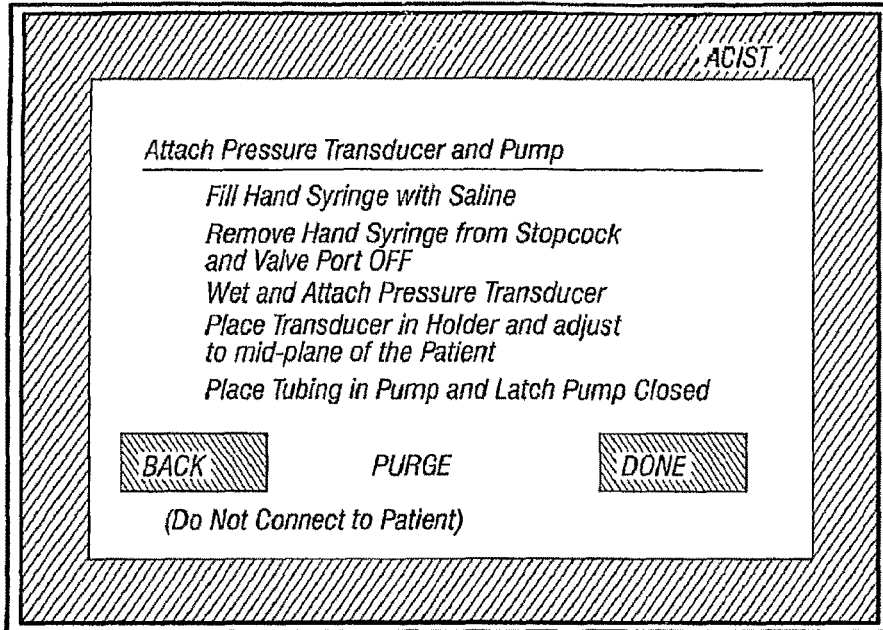 ACIST
Attach Pressure Transducer and Pump
Fill Hand Syringe with Saline
Remove Hand Syringe from Stopcock
and Valve Port OFF
Wet and Attach Pressure Transducer
Place Transducer in Holder and adjust
to mid-plane of the Patient
Place Tubing in Pump and Latch Pump Closed
BACK PURGE DONE
(Do Not Connect to Patient)